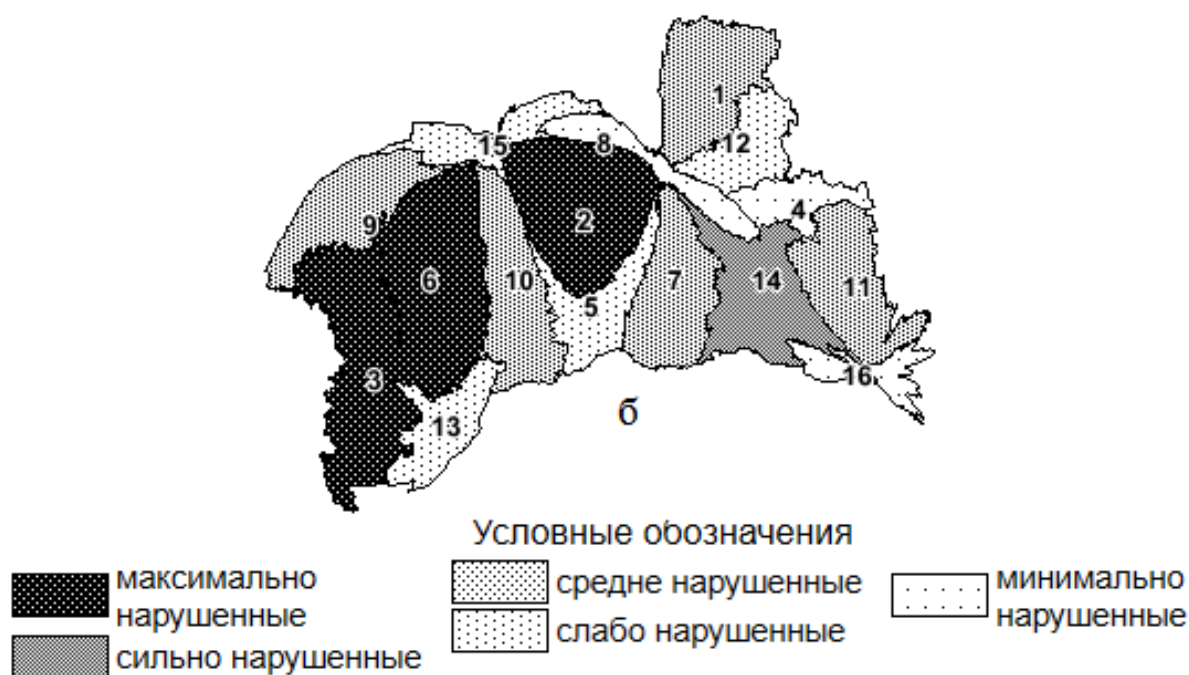 1
12
8
15
4
9
2
6
10
7
14
11
5
3
16
13
б
Условные обозначения
максимально
нарушенные
сильно нарушенные
средне нарушенные
слабо нарушенные
минимально
нарушенные